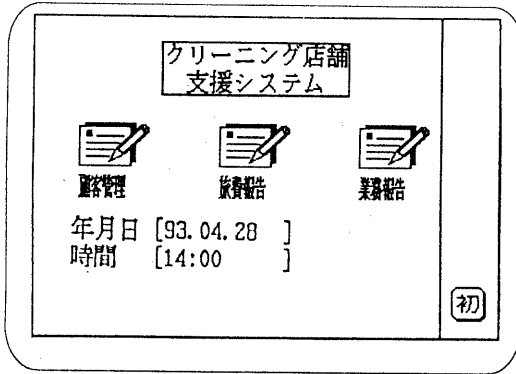 クリーニング店舗
支援システム
顧客管理 旅費報告 業務報告
年月日 [93.04.28 ]
時間 [14:00 ]
初